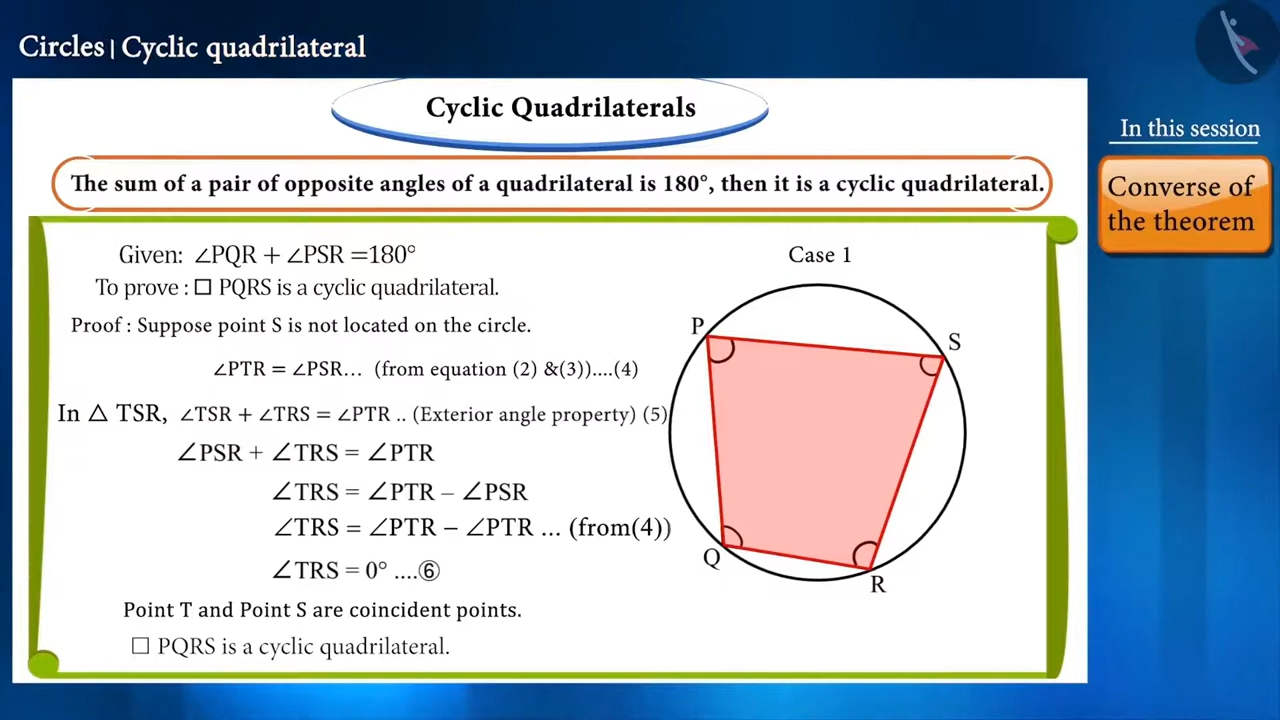 Circles | Cyclic quadrilateral
Cyclic Quadrilaterals
In this session
Converse of
the theorem
The sum of a pair of opposite angles of a quadrilateral is 180°, then it is a cyclic quadrilateral.
Given: ∠PQR + ∠PSR =180°
To prove : □ PQRS is a cyclic quadrilateral.
Proof : Suppose point S is not located on the circle.
∠PTR = ∠PSR... (from equation (2) &(3))....(4)
In △ TSR, ∠TSR + ∠TRS = ∠PTR .. (Exterior angle property) (5)
∠PSR + ∠TRS = ∠PTR
∠TRS = ∠PTR – ∠PSR
∠TRS = ∠PTR − ∠PTR ... (from(4))
∠TRS = 0° ....⑥
Point T and Point S are coincident points.
□ PQRS is a cyclic quadrilateral.
Case 1
P
S
Q
R